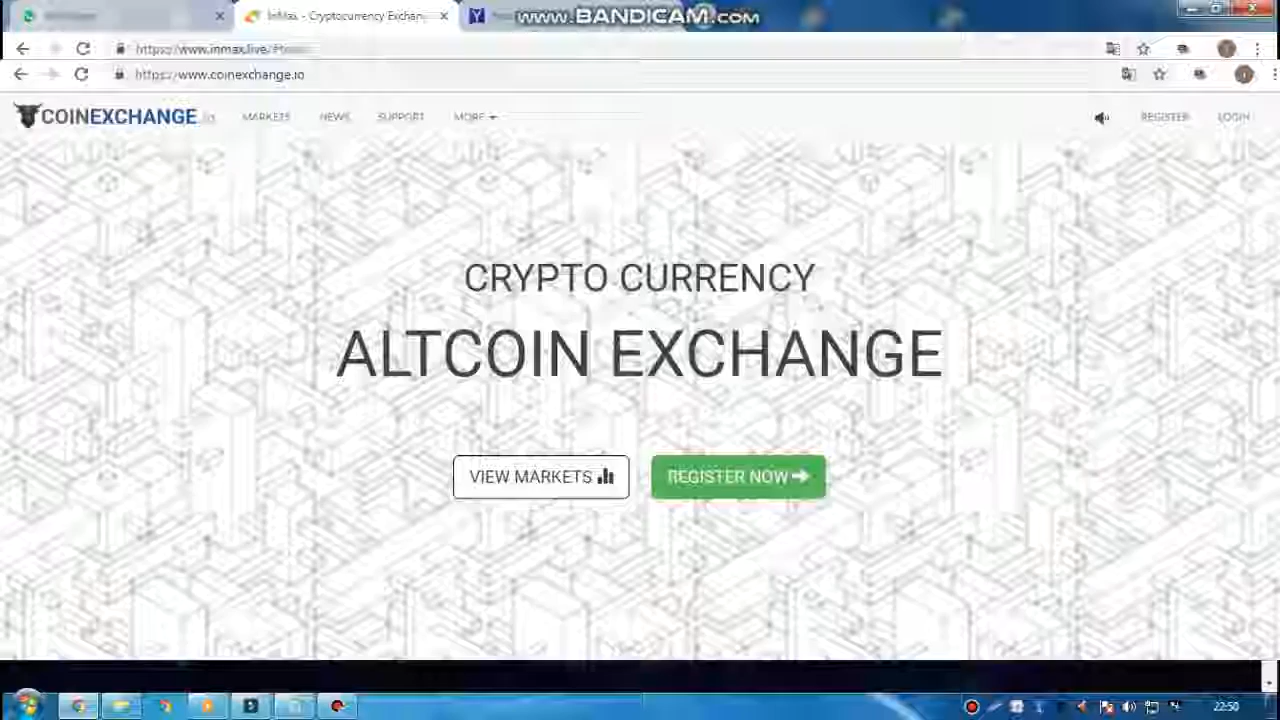 InMax - Cryptocurrency Exchan
www.BANDICAM.com
https://www.inmax.live/
https://www.coinexchange.io
COINEXCHANGE.io MARKETS NEWS SUPPORT MORE REGISTER LOGIN
CRYPTO CURRENCY
ALTCOIN EXCHANGE
VIEW MARKETS REGISTER NOW
22:50